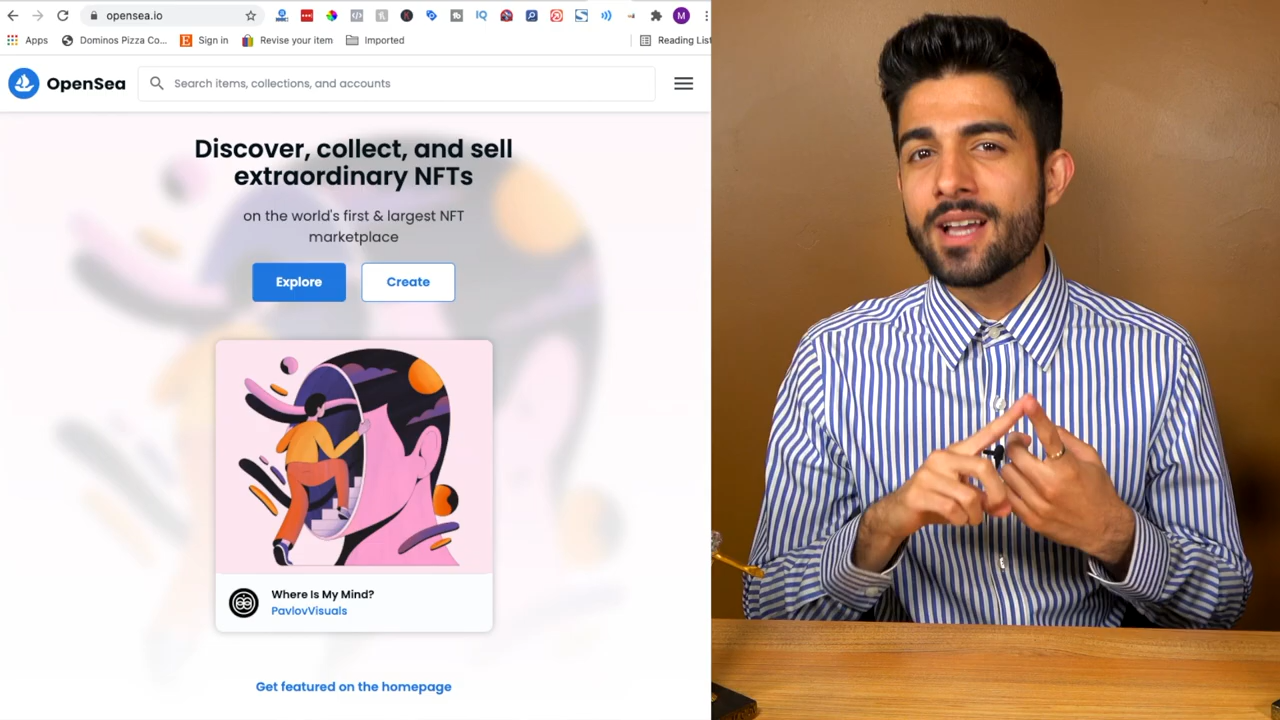 opensea.io
M
Apps
Dominos Pizza Co...
Sign in
Revise your item
Imported
Reading List
OpenSea
Search items, collections, and accounts
Discover, collect, and sell
extraordinary NFTs
on the world's first & largest NFT
marketplace
Explore
Create
Where Is My Mind?
PavlovVisuals
Get featured on the homepage